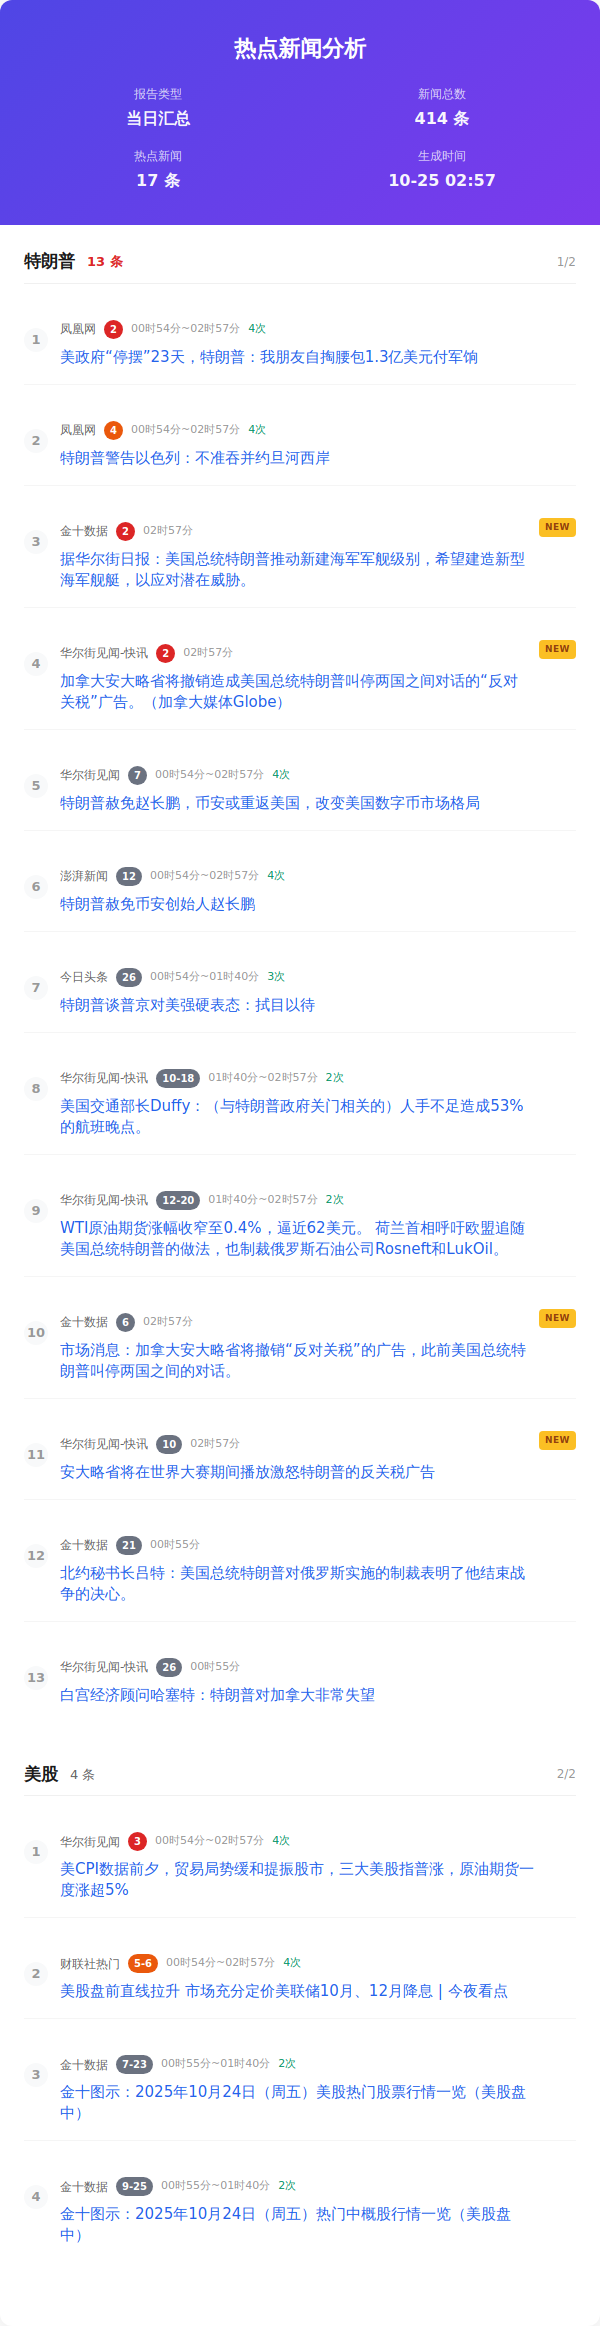 热点新闻分析
报告类型
当日汇总
新闻总数
414 条
热点新闻
17 条
生成时间
10-25 02:57
特朗普 13 条 1/2
1
凤凰网 2 00时54分~02时57分 4次
美政府“停摆”23天，特朗普：我朋友自掏腰包1.3亿美元付军饷
2
凤凰网 4 00时54分~02时57分 4次
特朗普警告以色列：不准吞并约旦河西岸
3
金十数据 2 02时57分 NEW
据华尔街日报：美国总统特朗普推动新建海军军舰级别，希望建造新型
海军舰艇，以应对潜在威胁。
4
华尔街见闻-快讯 2 02时57分 NEW
加拿大安大略省将撤销造成美国总统特朗普叫停两国之间对话的“反对
关税”广告。（加拿大媒体Globe）
5
华尔街见闻 7 00时54分~02时57分 4次
特朗普赦免赵长鹏，币安或重返美国，改变美国数字币市场格局
6
澎湃新闻 12 00时54分~02时57分 4次
特朗普赦免币安创始人赵长鹏
7
今日头条 26 00时54分~01时40分 3次
特朗普谈普京对美强硬表态：拭目以待
8
华尔街见闻-快讯 10-18 01时40分~02时57分 2次
美国交通部长Duffy：（与特朗普政府关门相关的）人手不足造成53%
的航班晚点。
9
华尔街见闻-快讯 12-20 01时40分~02时57分 2次
WTI原油期货涨幅收窄至0.4%，逼近62美元。 荷兰首相呼吁欧盟追随
美国总统特朗普的做法，也制裁俄罗斯石油公司Rosneft和LukOil。
10
金十数据 6 02时57分 NEW
市场消息：加拿大安大略省将撤销“反对关税”的广告，此前美国总统特
朗普叫停两国之间的对话。
11
华尔街见闻-快讯 10 02时57分 NEW
安大略省将在世界大赛期间播放激怒特朗普的反关税广告
12
金十数据 21 00时55分
北约秘书长吕特：美国总统特朗普对俄罗斯实施的制裁表明了他结束战
争的决心。
13
华尔街见闻-快讯 26 00时55分
白宫经济顾问哈塞特：特朗普对加拿大非常失望
美股 4 条 2/2
1
华尔街见闻 3 00时54分~02时57分 4次
美CPI数据前夕，贸易局势缓和提振股市，三大美股指普涨，原油期货一
度涨超5%
2
财联社热门 5-6 00时54分~02时57分 4次
美股盘前直线拉升 市场充分定价美联储10月、12月降息 | 今夜看点
3
金十数据 7-23 00时55分~01时40分 2次
金十图示：2025年10月24日（周五）美股热门股票行情一览（美股盘
中）
4
金十数据 9-25 00时55分~01时40分 2次
金十图示：2025年10月24日（周五）热门中概股行情一览（美股盘
中）